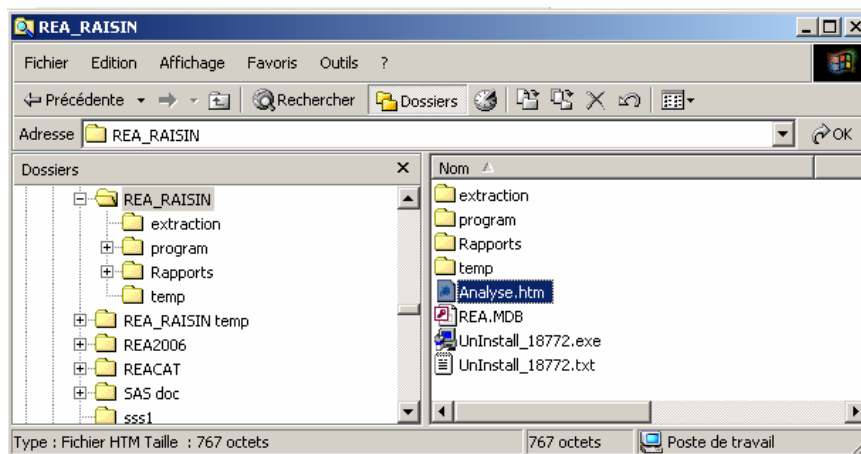 REA_RAISIN
Fichier Edition Affichage Favoris Outils ?
Précédente Rechercher Dossiers
Adresse REA_RAISIN OK
Dossiers
REA_RAISIN
extraction
program
Rapports
temp
REA_RAISIN temp
REA2006
REACAT
SAS doc
sss1
Nom
extraction
program
Rapports
temp
Analyse.htm
REA.MDB
UnInstall_18772.exe
UnInstall_18772.txt
Type : Fichier HTM Taille : 767 octets 767 octets Poste de travail